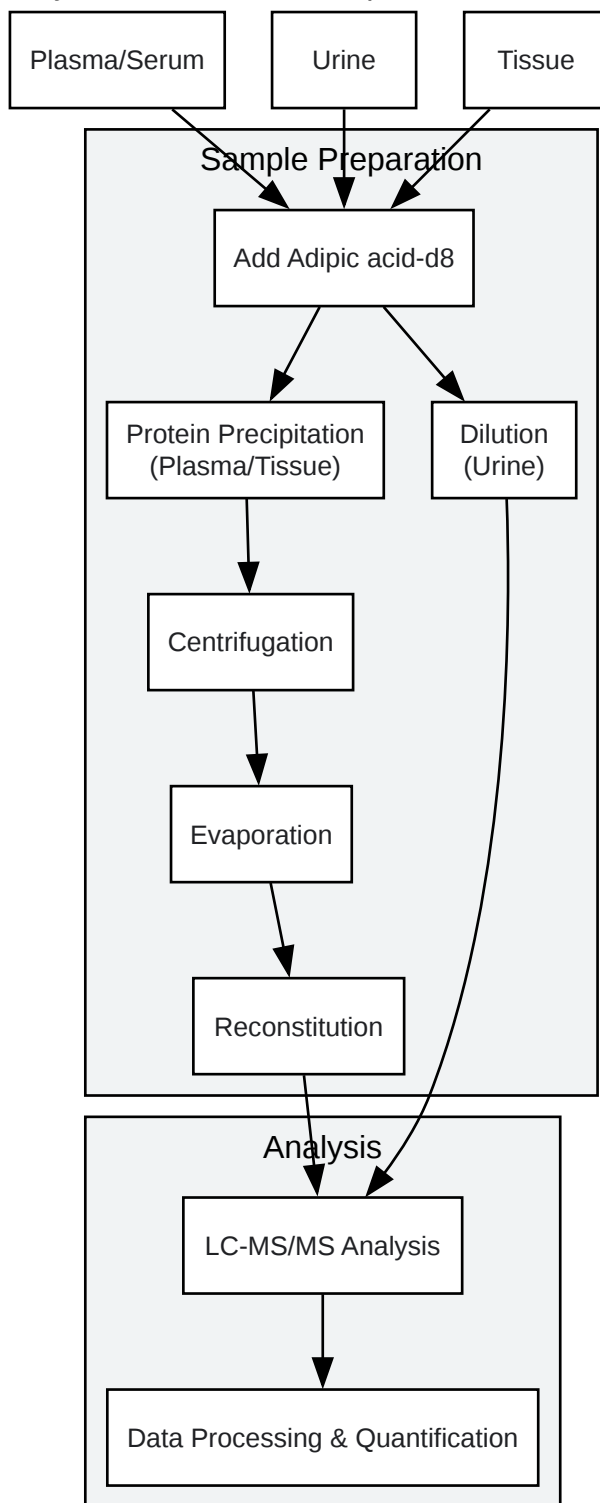 Plasma/Serum
Urine
Tissue
Sample Preparation
Add Adipic acid-d8
Protein Precipitation
(Plasma/Tissue)
Dilution
(Urine)
Centrifugation
Evaporation
Reconstitution
Analysis
LC-MS/MS Analysis
Data Processing & Quantification